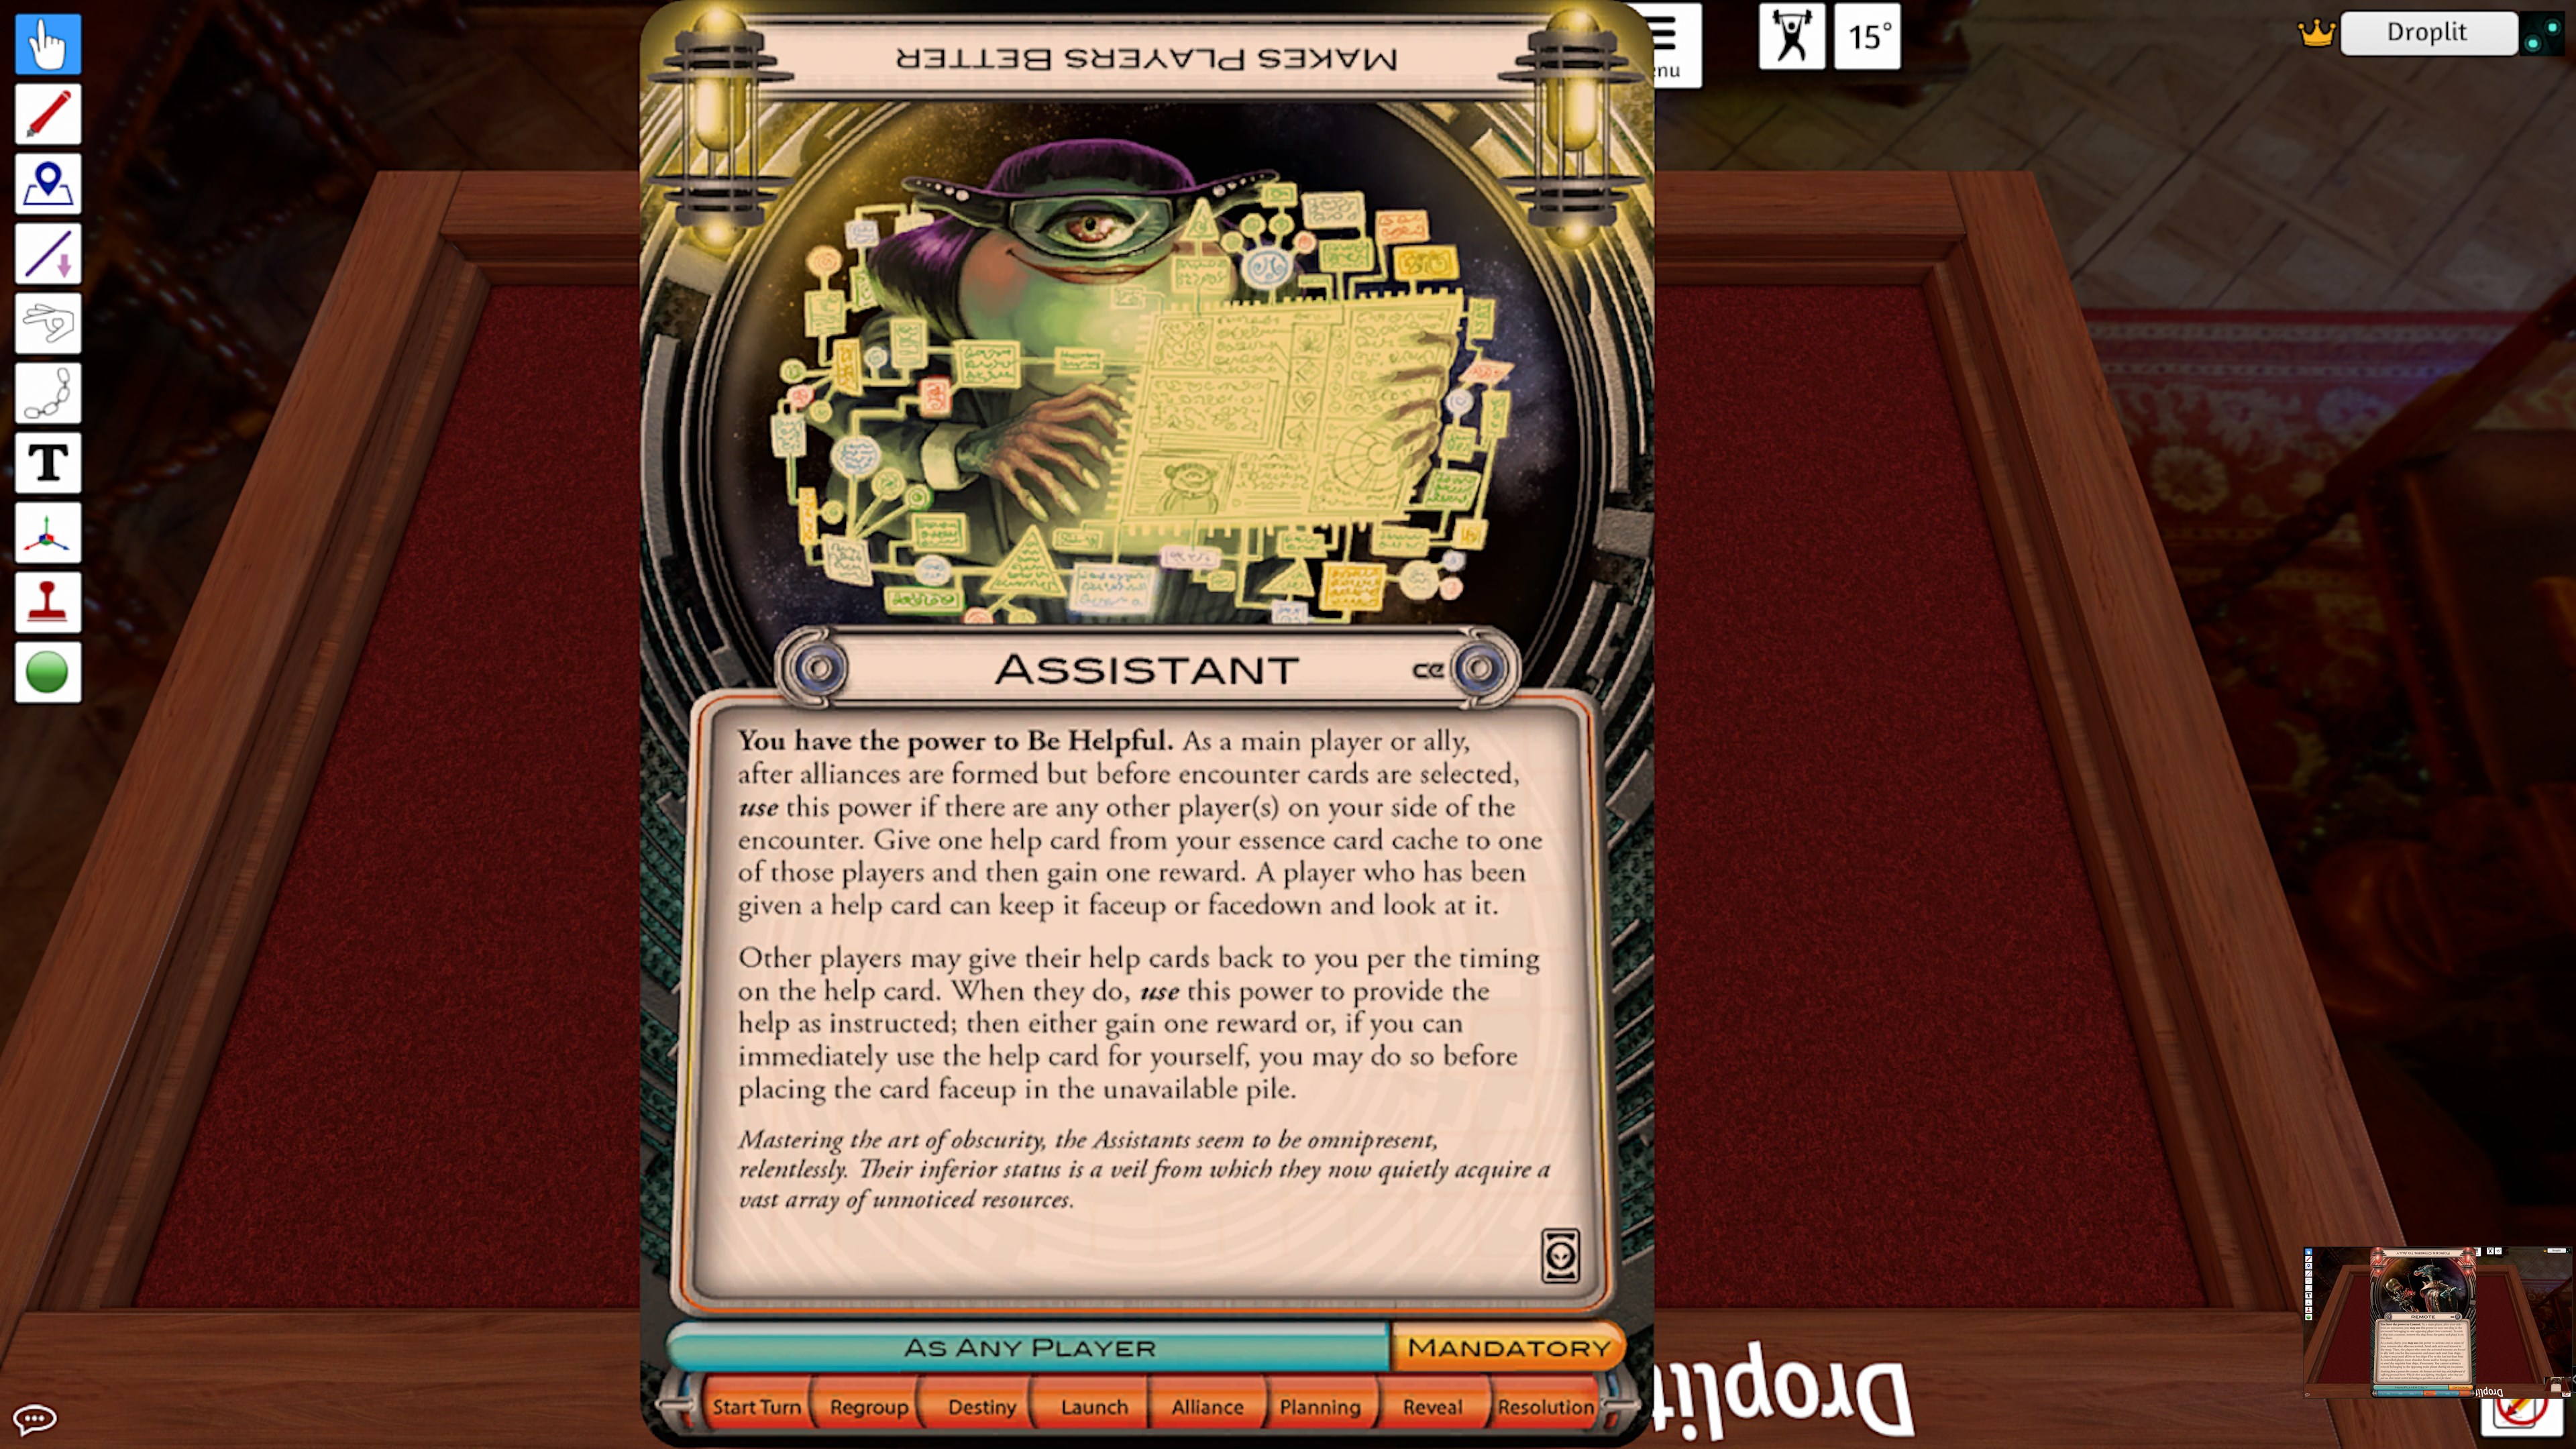 MAKES PLAYERS BETTER
nu
15°
Droplit
T
ASSISTANT
ce
You have the power to Be Helpful. As a main player or ally,
after alliances are formed but before encounter cards are selected,
use this power if there are any other player(s) on your side of the
encounter. Give one help card from your essence card cache to one
of those players and then gain one reward. A player who has been
given a help card can keep it faceup or facedown and look at it.
Other players may give their help cards back to you per the timing
on the help card. When they do, use this power to provide the
help as instructed; then either gain one reward or, if you can
immediately use the help card for yourself, you may do so before
placing the card faceup in the unavailable pile.
Mastering the art of obscurity, the Assistants seem to be omnipresent,
relentlessly. Their inferior status is a veil from which they now quietly acquire a
vast array of unnoticed resources.
AS ANY PLAYER
MANDATORY
Start Turn
Regroup
Destiny
Launch
Alliance
Planning
Reveal
Resolution
Droplit
REMOTE